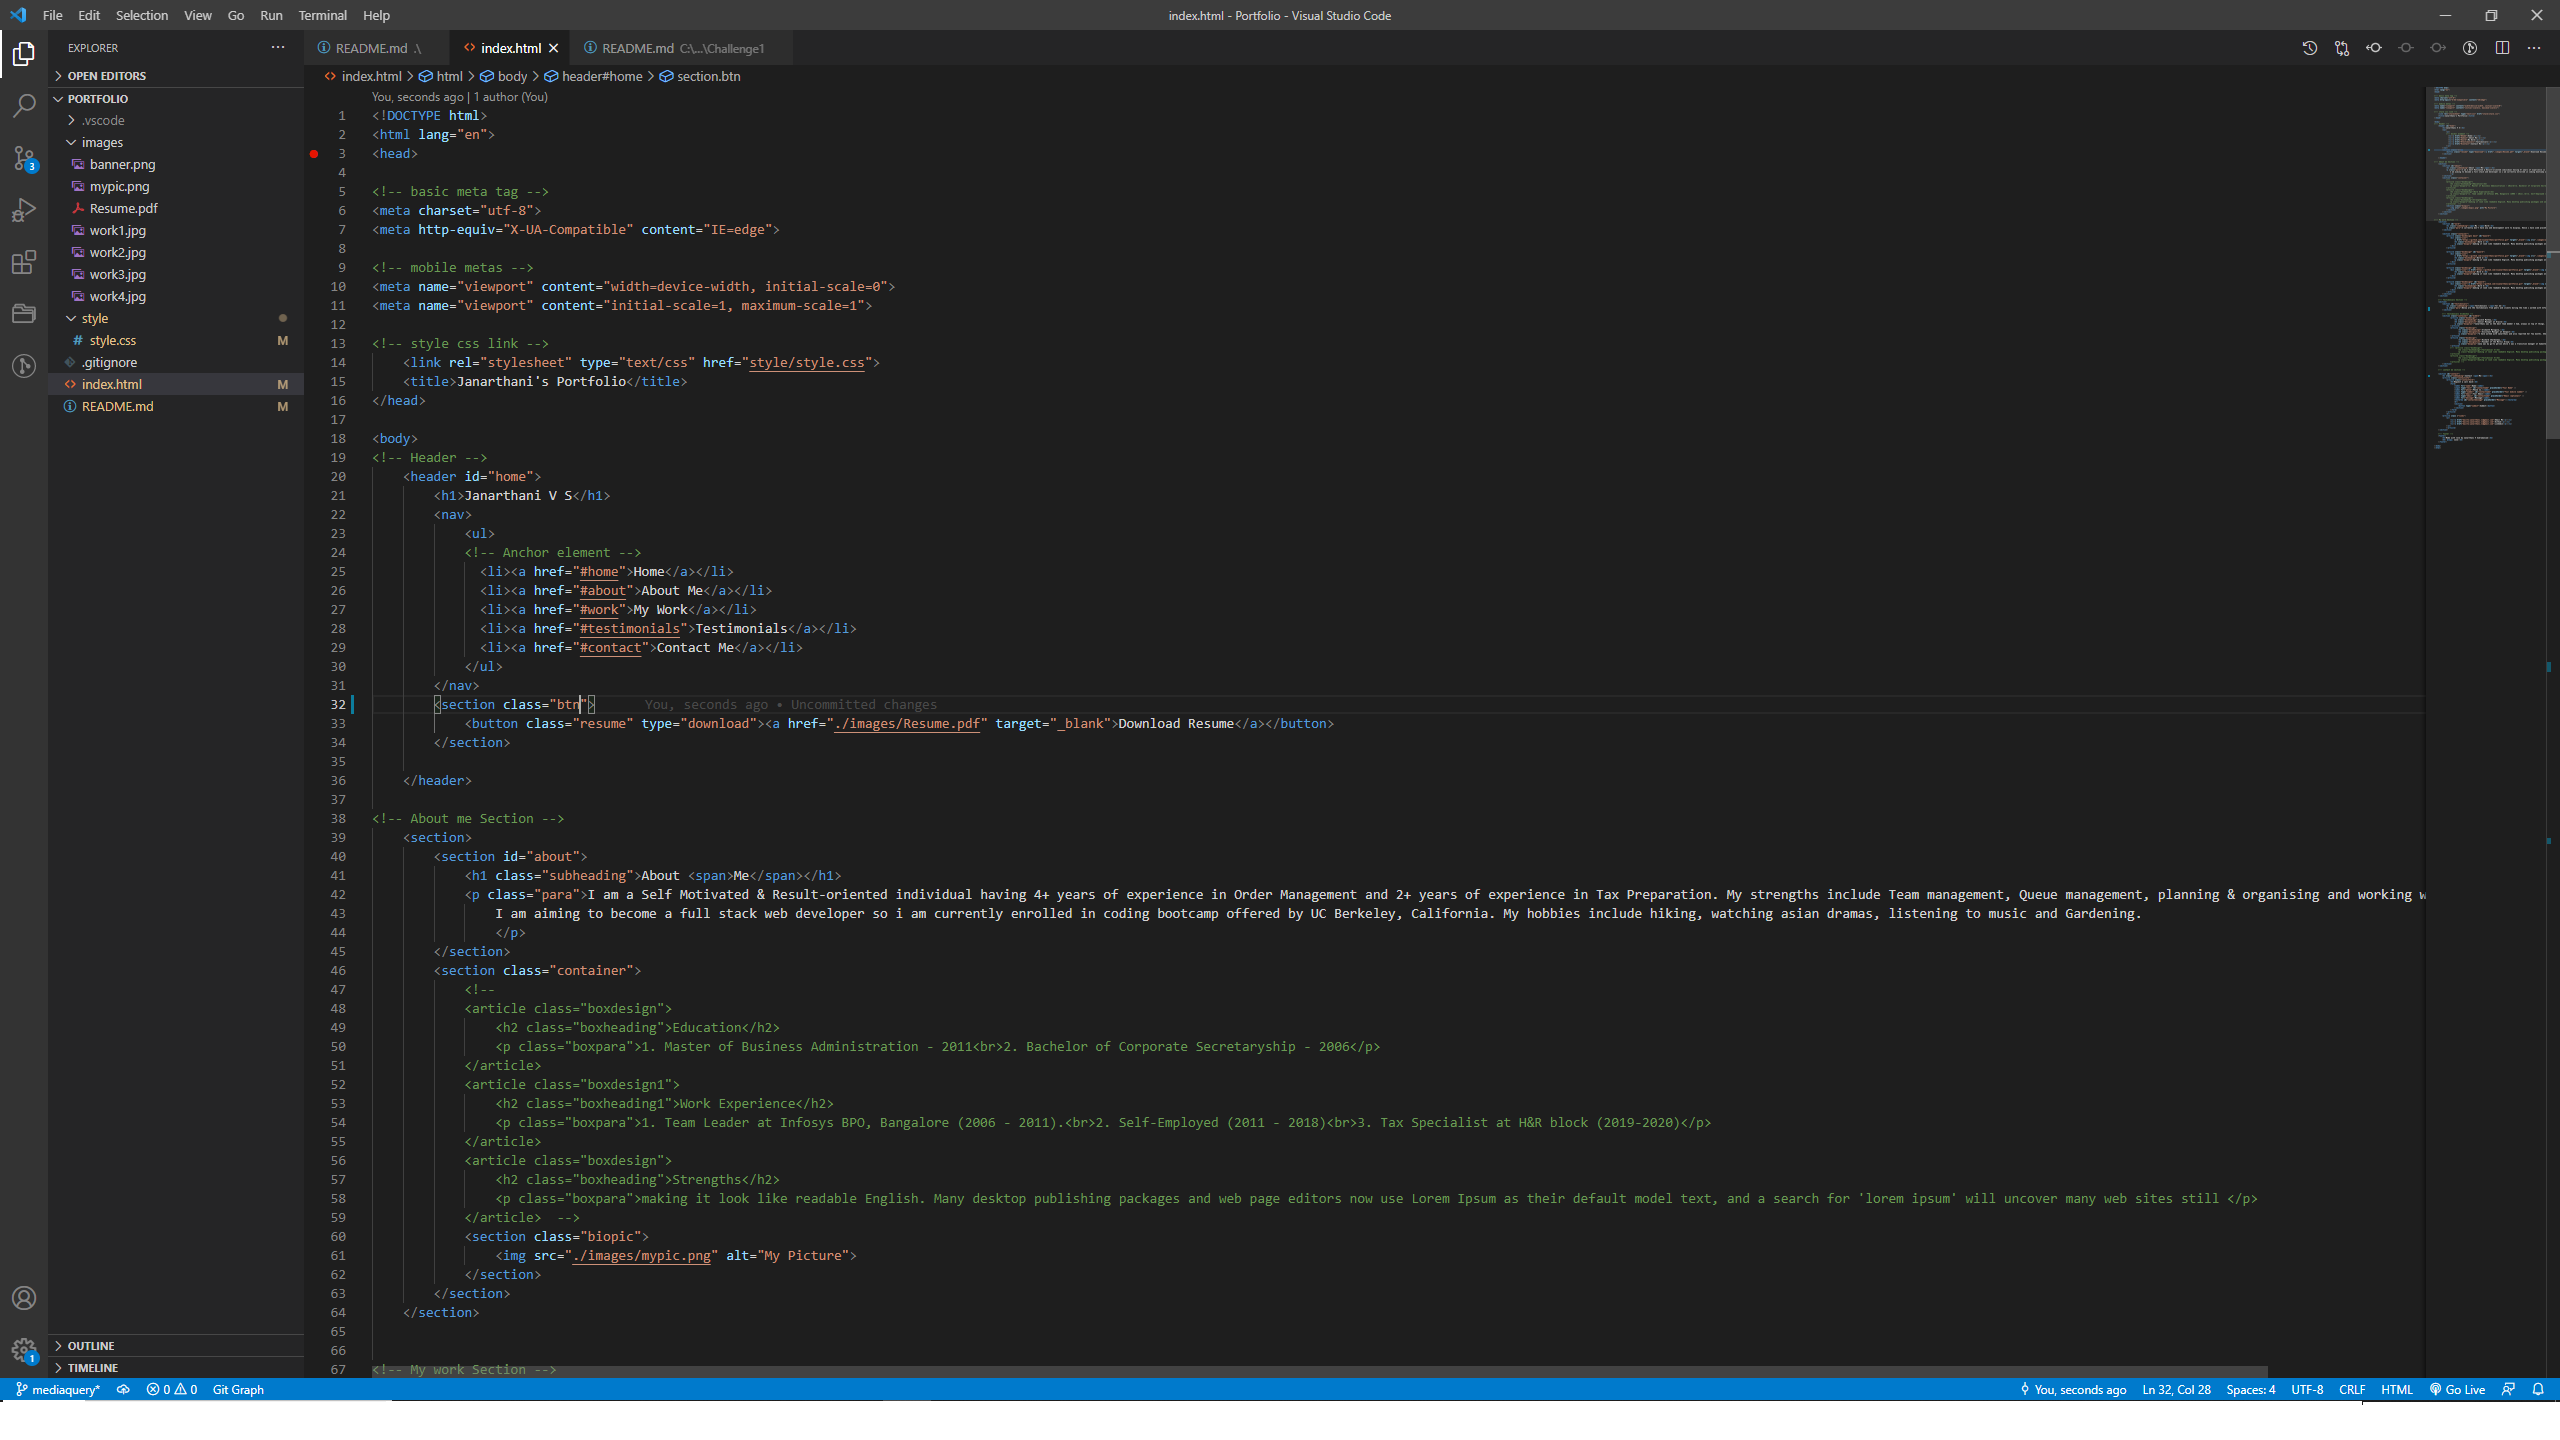 File Edit Selection View Go Run Terminal Help
index.html - Portfolio - Visual Studio Code
EXPLORER
OPEN EDITORS
PORTFOLIO
.vscode
images
banner.png
mypic.png
Resume.pdf
work1.jpg
work2.jpg
work3.jpg
work4.jpg
style
style.css M
.gitignore
index.html M
README.md M
OUTLINE
TIMELINE
3
1
README.md .\ index.html README.md C:\...\Challenge1
index.html > html > body > header#home > section.btn
You, seconds ago | 1 author (You)
1 <!DOCTYPE html>
2 <html lang="en">
3 <head>
4
5 <!-- basic meta tag -->
6 <meta charset="utf-8">
7 <meta http-equiv="X-UA-Compatible" content="IE=edge">
8
9 <!-- mobile metas -->
10 <meta name="viewport" content="width=device-width, initial-scale=0">
11 <meta name="viewport" content="initial-scale=1, maximum-scale=1">
12
13 <!-- style css link -->
14 <link rel="stylesheet" type="text/css" href="style/style.css">
15 <title>Janarthani's Portfolio</title>
16 </head>
17
18 <body>
19 <!-- Header -->
20 <header id="home">
21 <h1>Janarthani V S</h1>
22 <nav>
23 <ul>
24 <!-- Anchor element -->
25 <li><a href="#home">Home</a></li>
26 <li><a href="#about">About Me</a></li>
27 <li><a href="#work">My Work</a></li>
28 <li><a href="#testimonials">Testimonials</a></li>
29 <li><a href="#contact">Contact Me</a></li>
30 </ul>
31 </nav>
32 <section class="btn"> You, seconds ago • Uncommitted changes
33 <button class="resume" type="download"><a href="./images/Resume.pdf" target="_blank">Download Resume</a></button>
34 </section>
35
36 </header>
37
38 <!-- About me Section -->
39 <section>
40 <section id="about">
41 <h1 class="subheading">About <span>Me</span></h1>
42 <p class="para">I am a Self Motivated & Result-oriented individual having 4+ years of experience in Order Management and 2+ years of experience in Tax Preparation. My strengths include Team management, Queue management, planning & organising and working w
43 I am aiming to become a full stack web developer so i am currently enrolled in coding bootcamp offered by UC Berkeley, California. My hobbies include hiking, watching asian dramas, listening to music and Gardening.
44 </p>
45 </section>
46 <section class="container">
47 <!--
48 <article class="boxdesign">
49 <h2 class="boxheading">Education</h2>
50 <p class="boxpara">1. Master of Business Administration - 2011<br>2. Bachelor of Corporate Secretaryship - 2006</p>
51 </article>
52 <article class="boxdesign1">
53 <h2 class="boxheading1">Work Experience</h2>
54 <p class="boxpara">1. Team Leader at Infosys BPO, Bangalore (2006 - 2011).<br>2. Self-Employed (2011 - 2018)<br>3. Tax Specialist at H&R block (2019-2020)</p>
55 </article>
56 <article class="boxdesign">
57 <h2 class="boxheading">Strengths</h2>
58 <p class="boxpara">making it look like readable English. Many desktop publishing packages and web page editors now use Lorem Ipsum as their default model text, and a search for 'lorem ipsum' will uncover many web sites still </p>
59 </article> -->
60 <section class="biopic">
61 <img src="./images/mypic.png" alt="My Picture">
62 </section>
63 </section>
64 </section>
65
66
67 <!-- My work Section -->
mediaquery* 0 0 Git Graph
You, seconds ago Ln 32, Col 28 Spaces: 4 UTF-8 CRLF HTML Go Live